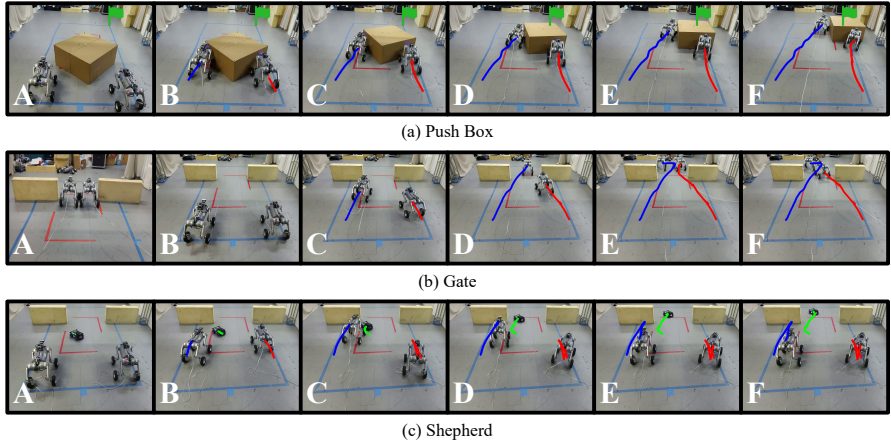 A B C D E F
(a) Push Box
A B C D E F
(b) Gate
A B C D E F
(c) Shepherd